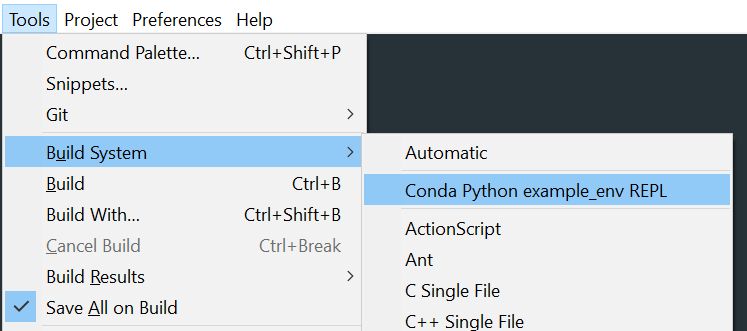 Tools Project Preferences Help
Command Palette... Ctrl+Shift+P
Snippets...
Git
Build System
Build Ctrl+B
Build With... Ctrl+Shift+B
Cancel Build Ctrl+Break
Build Results
Save All on Build
Automatic
Conda Python example_env REPL
ActionScript
Ant
C Single File
C++ Single File